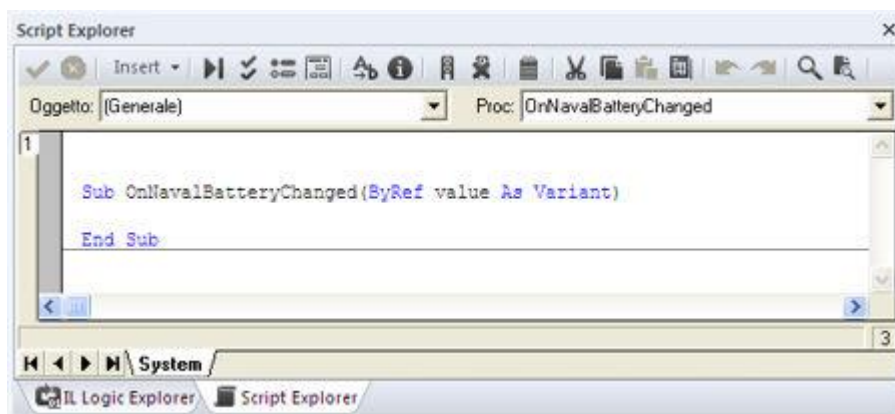 Script Explorer
Insert
Oggetto: (Generale) Proc: OnNavalBatteryChanged
1
Sub OnNavalBatteryChanged(ByRef value As Variant)
End Sub
3
System
IL Logic Explorer Script Explorer